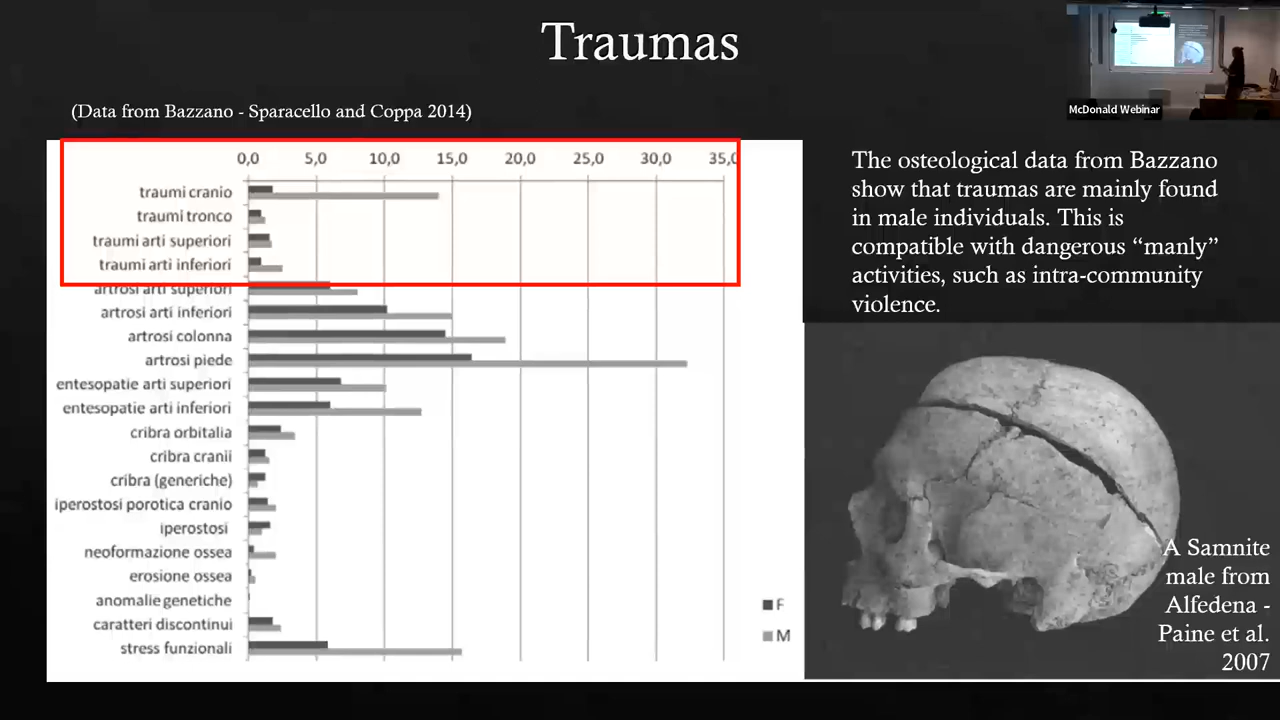 Traumas
McDonald Webinar
(Data from Bazzano - Sparacello and Coppa 2014)
0,0 5,0 10,0 15,0 20,0 25,0 30,0 35,0
traumi cranio
traumi tronco
traumi arti superiori
traumi arti inferiori
artrosi arti superiori
artrosi arti inferiori
artrosi colonna
artrosi piede
entesopatie arti superiori
entesopatie arti inferiori
cribra orbitalia
cribra cranii
cribra (generiche)
iperostosi porotica cranio
iperostosi
neoformazione ossea
erosione ossea
anomalie genetiche
caratteri discontinui
stress funzionali
F
M
The osteological data from Bazzano
show that traumas are mainly found
in male individuals. This is
compatible with dangerous “manly”
activities, such as intra-community
violence.
A Samnite
male from
Alfedena -
Paine et al.
2007